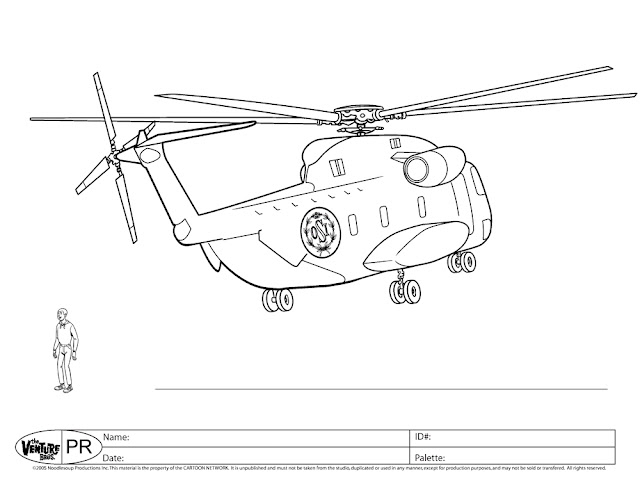 the VENTURE BROS. PR
Name: ID#:
Date: Palette:
©2005 Noodlesoup Productions Inc. This material is the property of the CARTOON NETWORK. It is unpublished and must not be taken from the studio, duplicated or used in any manner, except for production purposes, and may not be sold or transfered. All rights reserved.